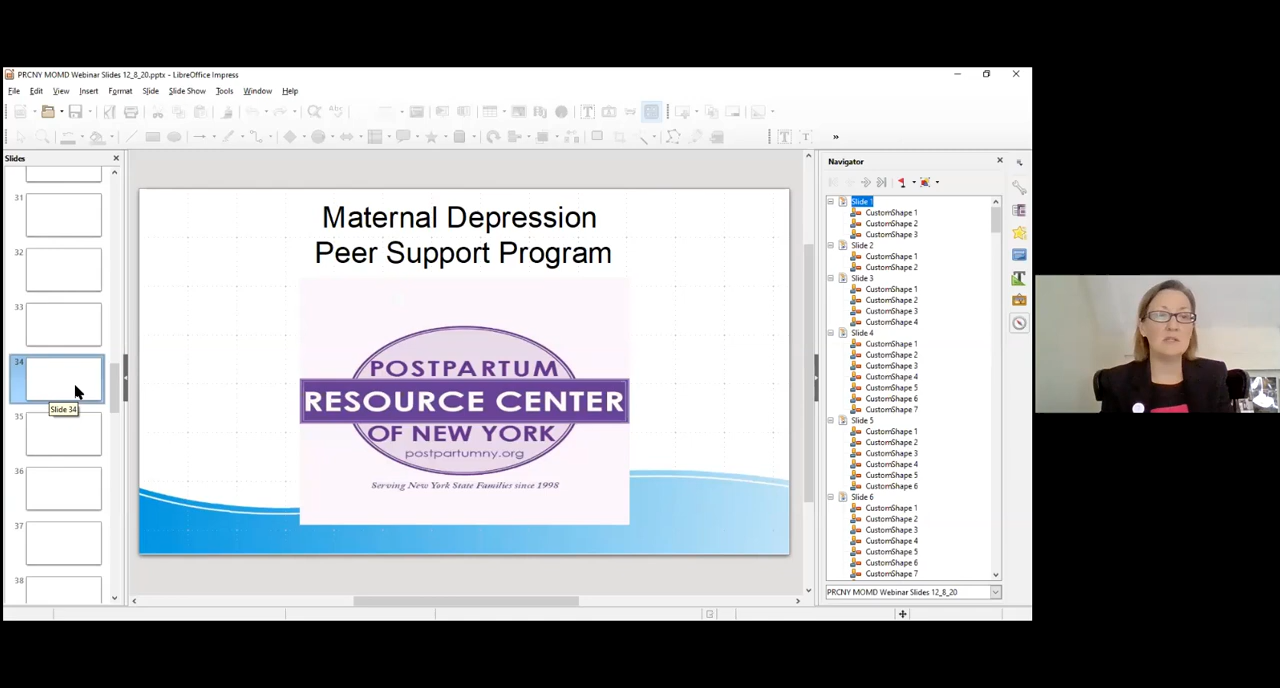 PRCNY MOMD Webinar Slides 12_8_20.pptx - LibreOffice Impress
File Edit View Insert Format Slide Slide Show Tools Window Help
Slides
31
32
33
34
Slide 34
35
36
37
38
Maternal Depression
Peer Support Program
POSTPARTUM
RESOURCE CENTER
OF NEW YORK
postpartumny.org
Serving New York State Families since 1998
Navigator
Slide 1
CustomShape 1
CustomShape 2
CustomShape 3
Slide 2
CustomShape 1
CustomShape 2
Slide 3
CustomShape 1
CustomShape 2
CustomShape 3
CustomShape 4
Slide 4
CustomShape 1
CustomShape 2
CustomShape 3
CustomShape 4
CustomShape 5
CustomShape 6
CustomShape 7
Slide 5
CustomShape 1
CustomShape 2
CustomShape 3
CustomShape 4
CustomShape 5
CustomShape 6
Slide 6
CustomShape 1
CustomShape 2
CustomShape 3
CustomShape 4
CustomShape 5
CustomShape 6
CustomShape 7
PRCNY MOMD Webinar Slides 12_8_20